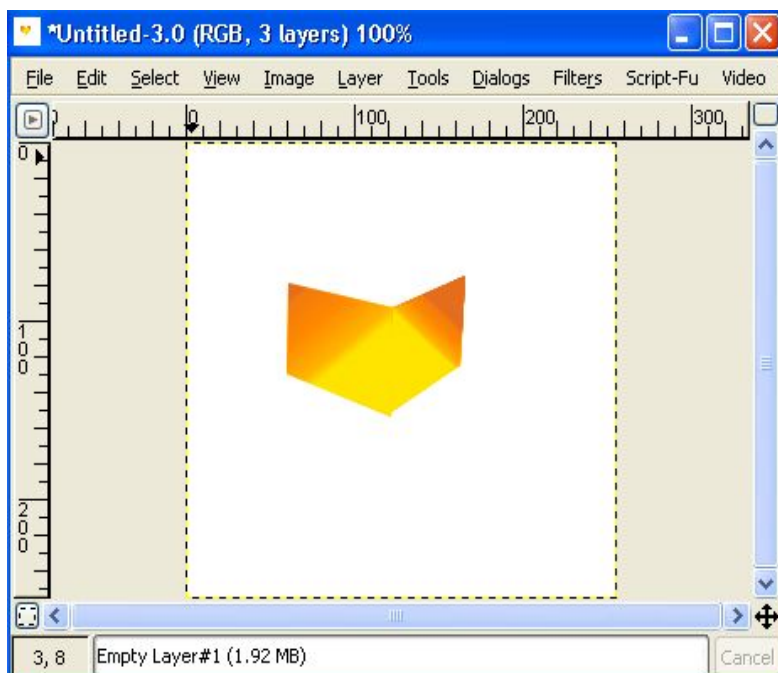 *Untitled-3.0 (RGB, 3 layers) 100%
File Edit Select View Image Layer Tools Dialogs Filters Script-Fu Video
0 100 200 300
0
100
200
3, 8 Empty Layer#1 (1.92 MB) Cancel